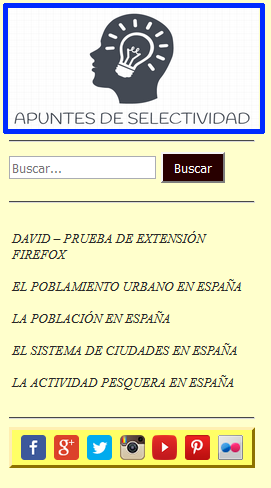 APUNTES DE SELECTIVIDAD
Buscar...
Buscar
DAVID – PRUEBA DE EXTENSIÓN
FIREFOX
EL POBLAMIENTO URBANO EN ESPAÑA
LA POBLACIÓN EN ESPAÑA
EL SISTEMA DE CIUDADES EN ESPAÑA
LA ACTIVIDAD PESQUERA EN ESPAÑA